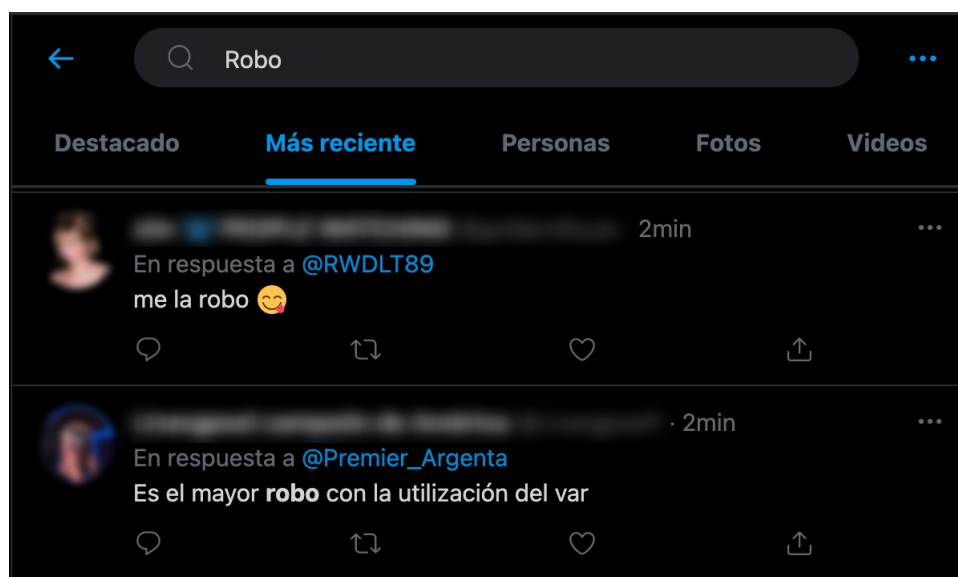 Robo
Destacado Más reciente Personas Fotos Videos
2min
En respuesta a @RWDLT89
me la robo 😋
· 2min
En respuesta a @Premier_Argenta
Es el mayor robo con la utilización del var